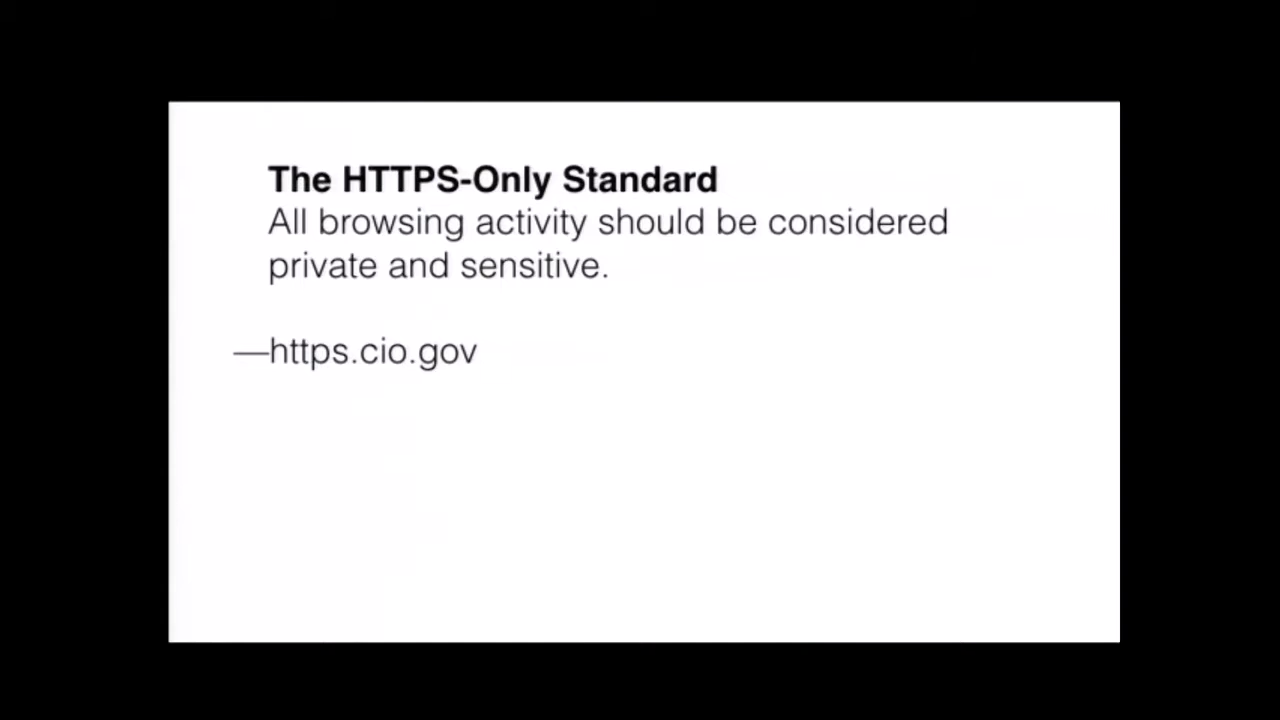 The HTTPS-Only Standard
All browsing activity should be considered
private and sensitive.
—https.cio.gov